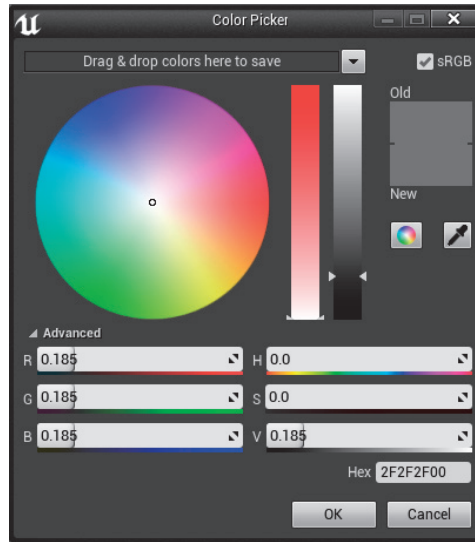 Color Picker
Drag & drop colors here to save
sRGB
Old
New
Advanced
R 0.185 H 0.0
G 0.185 S 0.0
B 0.185 V 0.185
Hex 2F2F2F00
OK Cancel